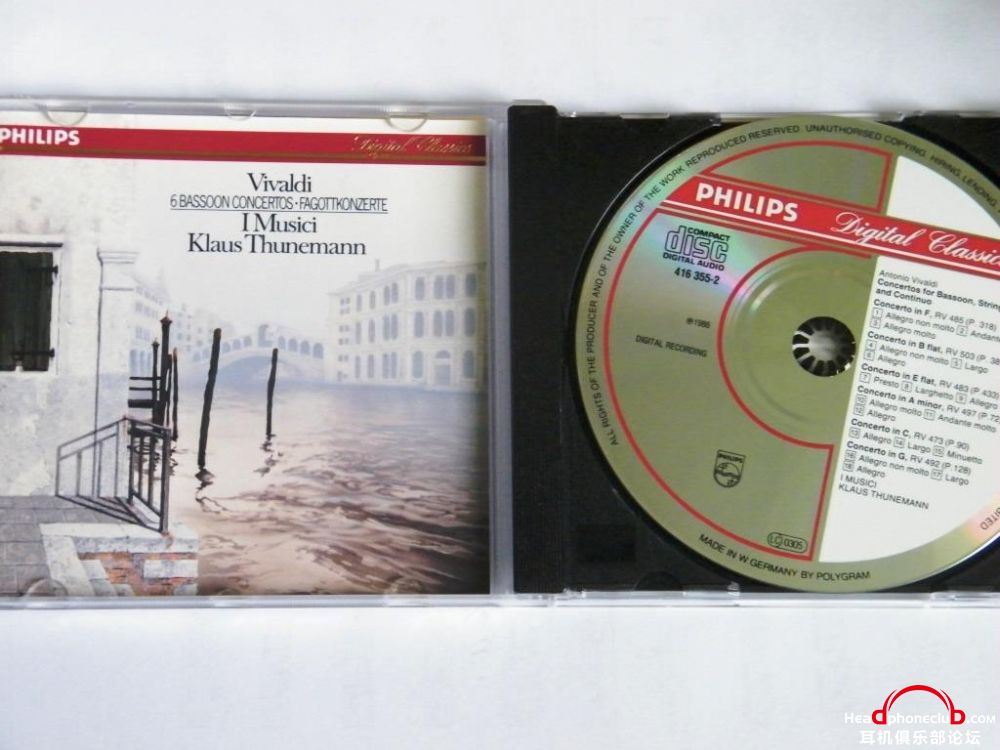 PHILIPS
Digital Classics
Vivaldi
6 BASSOON CONCERTOS · FAGOTTKONZERTE
I Musici
Klaus Thunemann
ALL RIGHTS OF THE PRODUCER AND OF THE OWNER OF THE WORK REPRODUCED RESERVED. UNAUTHORISED COPYING, HIRING, LENDING,
PHILIPS
Digital Classics
COMPACT
disc
DIGITAL AUDIO
416 355-2
℗ 1986
DIGITAL RECORDING
Antonio Vivaldi
Concertos for Bassoon, String
and Continuo
Concerto in F, RV 485 (P. 318)
1 Allegro non molto 2 Andante
3 Allegro molto
Concerto in B flat, RV 503 (P. 38
4 Allegro non molto 5 Largo
6 Allegro
Concerto in E flat, RV 483 (P. 433)
7 Presto 8 Larghetto 9 Allegro
Concerto in A minor, RV 497 (P. 72
10 Allegro molto 11 Andante molto
12 Allegro
Concerto in C, RV 473 (P 90)
13 Allegro 14 Largo 15 Minuetto
Concerto in G, RV 492 (P.128)
16 Allegro non molto 17 Largo
18 Allegro
I MUSICI
KLAUS THUNEMANN
PHILIPS
LC 0305
MADE IN W. GERMANY BY POLYGRAM
Headphoneclub.com
耳机俱乐部论坛